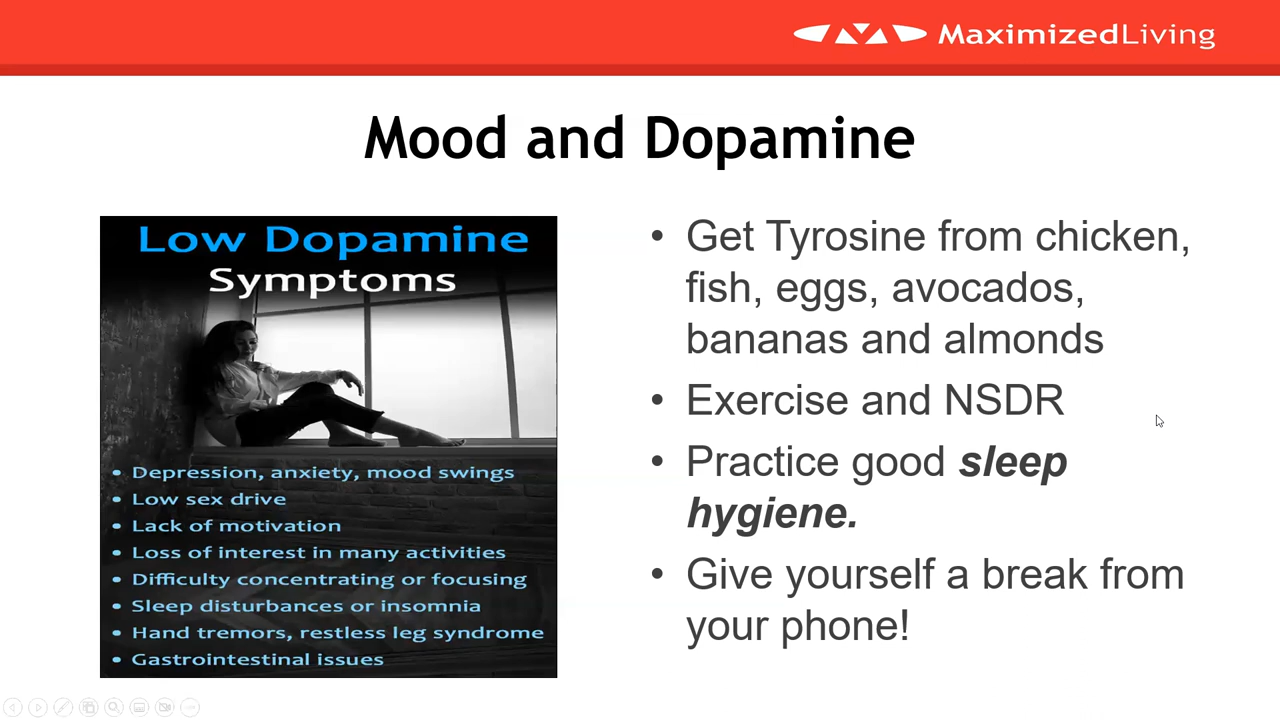 MaximizedLiving
Mood and Dopamine
Low Dopamine
Symptoms
• Depression, anxiety, mood swings
• Low sex drive
• Lack of motivation
• Loss of interest in many activities
• Difficulty concentrating or focusing
• Sleep disturbances or insomnia
• Hand tremors, restless leg syndrome
• Gastrointestinal issues
• Get Tyrosine from chicken,
fish, eggs, avocados,
bananas and almonds
• Exercise and NSDR
• Practice good sleep
hygiene.
• Give yourself a break from
your phone!